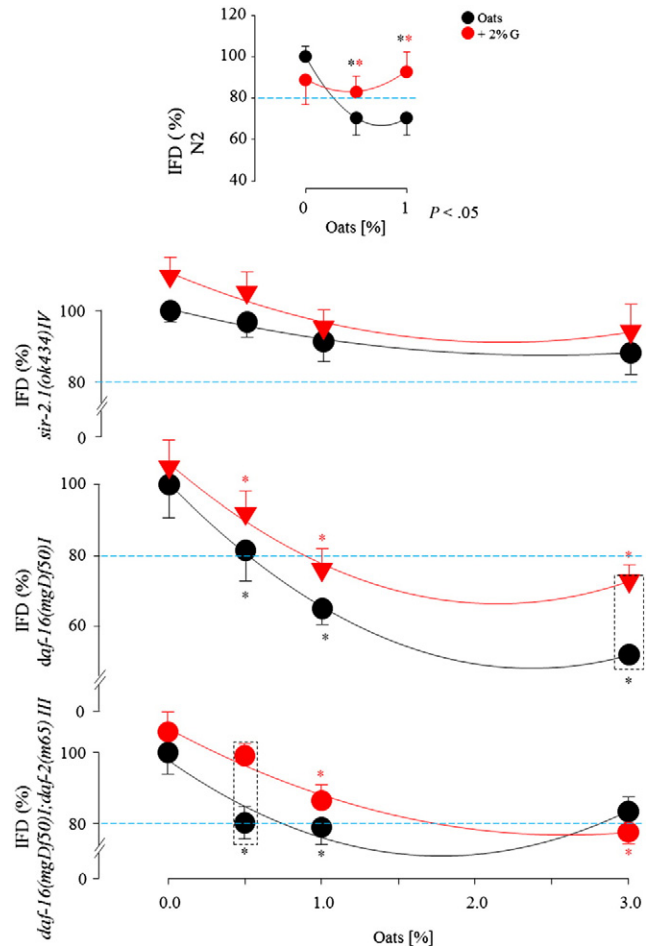 120
100
80
60
40
IFD ( %)
N2
Oats
+ 2% G
**
**
0
1
Oats [%]
P < .05
100
80
0
IFD (%)
sir-2.1(ok434)IV
100
80
60
0
IFD (%)
daf-16(mgDf50)I
*
*
*
*
*
*
100
80
0
IFD (%)
daf-16(mgDf50)I:daf-2(m65) III
*
*
*
*
0.0
1.0
2.0
3.0
Oats [%]